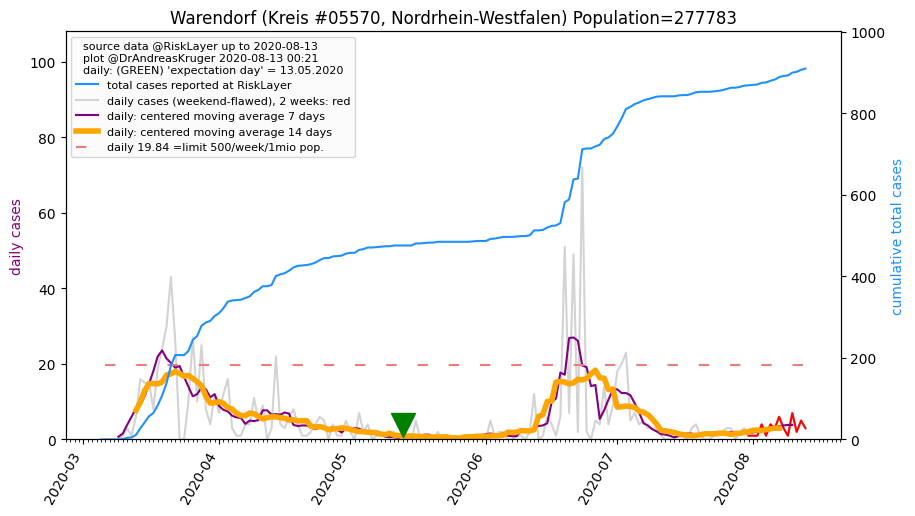 Warendorf (Kreis #05570, Nordrhein-Westfalen) Population=277783
source data @RiskLayer up to 2020-08-13
plot @DrAndreasKruger 2020-08-13 00:21
daily: (GREEN) 'expectation day' = 13.05.2020
total cases reported at RiskLayer
daily cases (weekend-flawed), 2 weeks: red
daily: centered moving average 7 days
daily: centered moving average 14 days
daily 19.84 =limit 500/week/1mio pop.
daily cases
100
80
60
40
20
0
cumulative total cases
1000
800
600
400
200
0
2020-03
2020-04
2020-05
2020-06
2020-07
2020-08